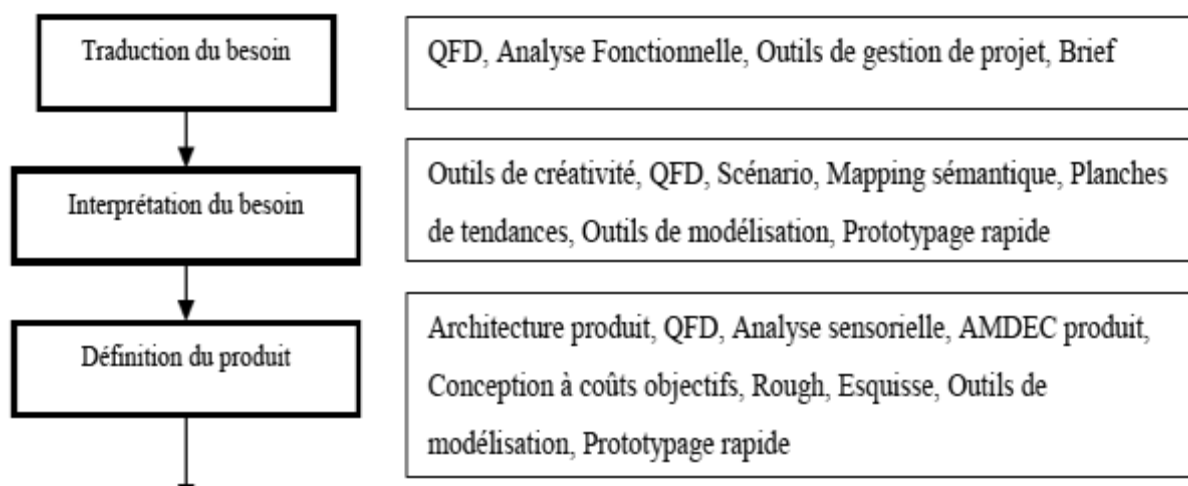 Traduction du besoin
QFD, Analyse Fonctionnelle, Outils de gestion de projet, Brief
Interprétation du besoin
Outils de créativité, QFD, Scénario, Mapping sémantique, Planches
de tendances, Outils de modélisation, Prototypage rapide
Définition du produit
Architecture produit, QFD, Analyse sensorielle, AMDEC produit,
Conception à coûts objectifs, Rough, Esquisse, Outils de
modélisation, Prototypage rapide